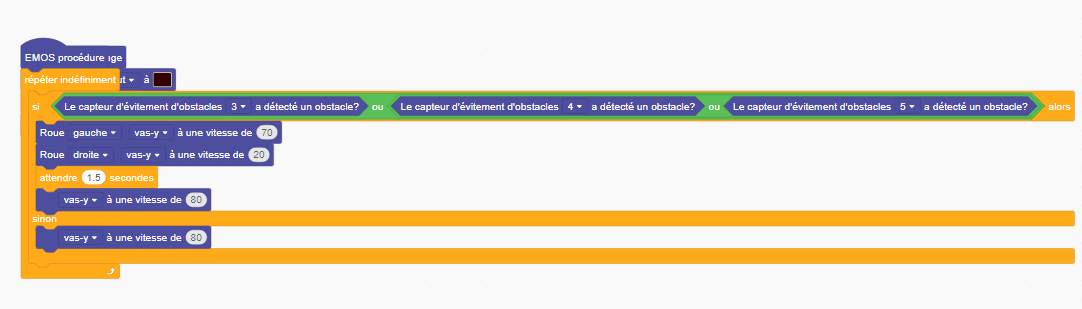 EMOS procédure
répéter indéfiniment ut à
si Le capteur d'évitement d'obstacles 3 a détecté un obstacle? ou Le capteur d'évitement d'obstacles 4 a détecté un obstacle? ou Le capteur d'évitement d'obstacles 5 a détecté un obstacle? alors
Roue gauche vas-y à une vitesse de 70
Roue droite vas-y à une vitesse de 20
attendre 1.5 secondes
vas-y à une vitesse de 80
sinon
vas-y à une vitesse de 80